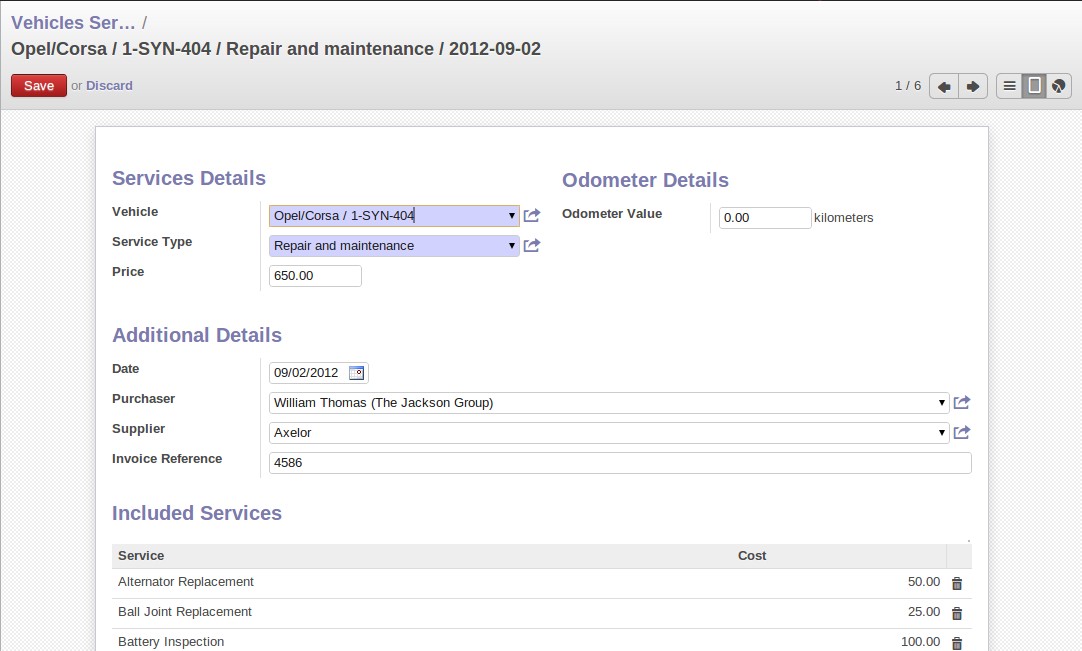 Vehicles Ser... /
Opel/Corsa / 1-SYN-404 / Repair and maintenance / 2012-09-02
Save or Discard
1 / 6
Services Details
Vehicle Opel/Corsa / 1-SYN-404
Service Type Repair and maintenance
Price 650.00
Odometer Details
Odometer Value 0.00 kilometers
Additional Details
Date 09/02/2012
Purchaser William Thomas (The Jackson Group)
Supplier Axelor
Invoice Reference 4586
Included Services
Service Cost
Alternator Replacement 50.00
Ball Joint Replacement 25.00
Battery Inspection 100.00